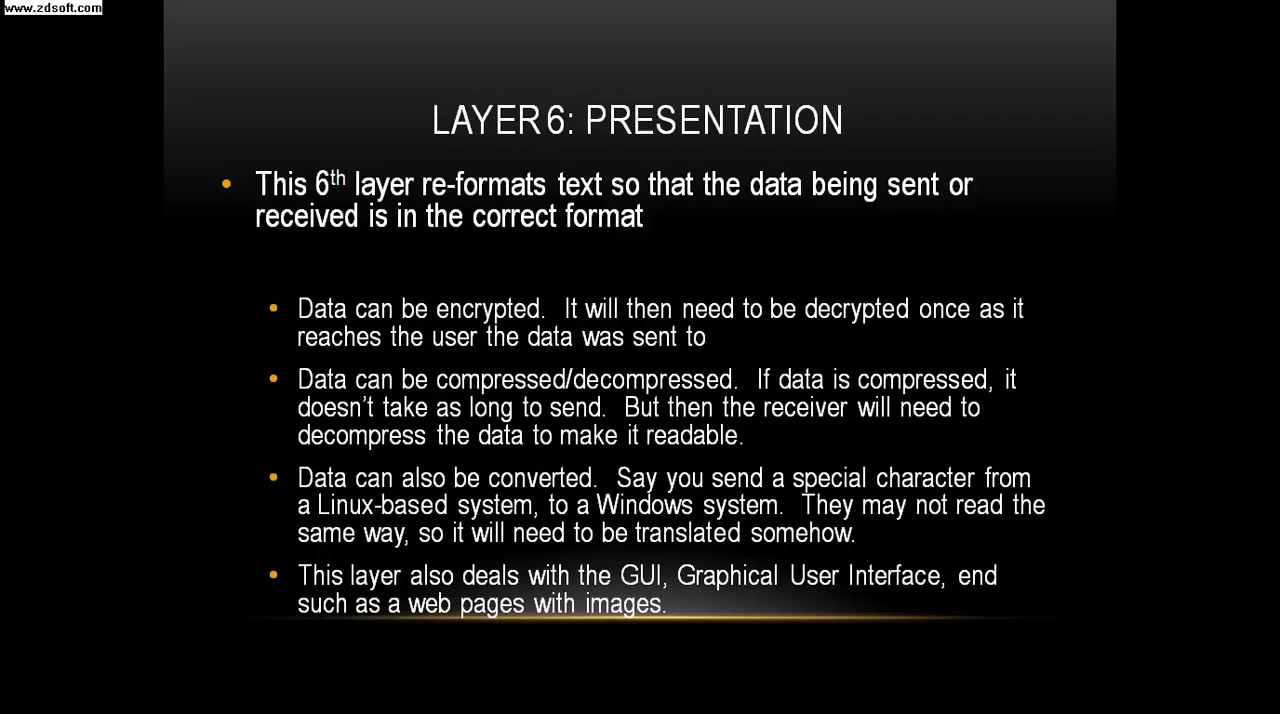 www.zdsoft.com
LAYER 6: PRESENTATION
• This 6th layer re-formats text so that the data being sent or
received is in the correct format
• Data can be encrypted.  It will then need to be decrypted once as it
reaches the user the data was sent to
• Data can be compressed/decompressed.  If data is compressed, it
doesn't take as long to send.  But then the receiver will need to
decompress the data to make it readable.
• Data can also be converted.  Say you send a special character from
a Linux-based system, to a Windows system.  They may not read the
same way, so it will need to be translated somehow.
• This layer also deals with the GUI, Graphical User Interface, end
such as a web pages with images.